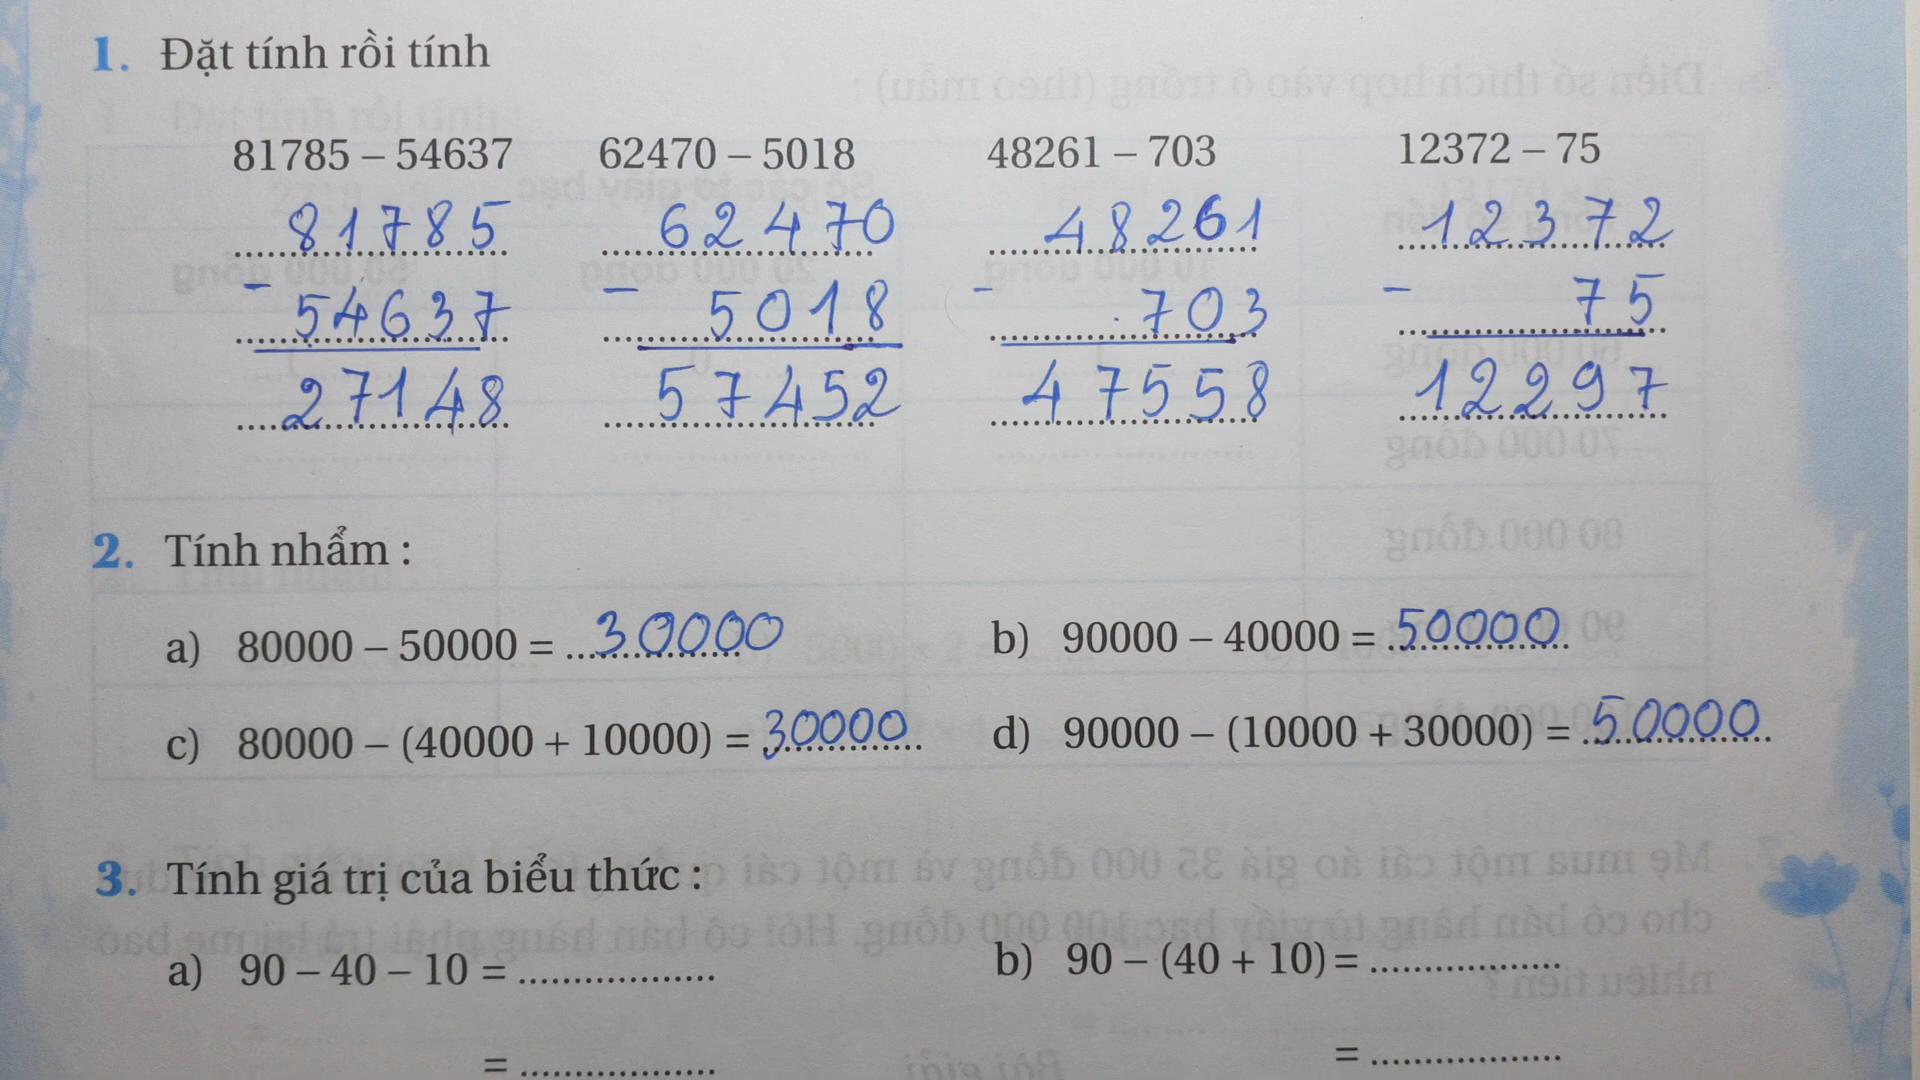 1. Đặt tính rồi tính
81785 – 54637 62470 – 5018 48261 – 703 12372 – 75
81785 62470 48261 12372
- 54637 - 5018 - 703 - 75
27148 57452 47558 12297
2. Tính nhẩm :
a) 80000 – 50000 = 30000 b) 90000 – 40000 = 50000
c) 80000 – (40000 + 10000) = 30000 d) 90000 – (10000 + 30000) = 50000
3. Tính giá trị của biểu thức :
a) 90 – 40 – 10 = .................. b) 90 – (40 + 10) = ..................
= .................. = ..................